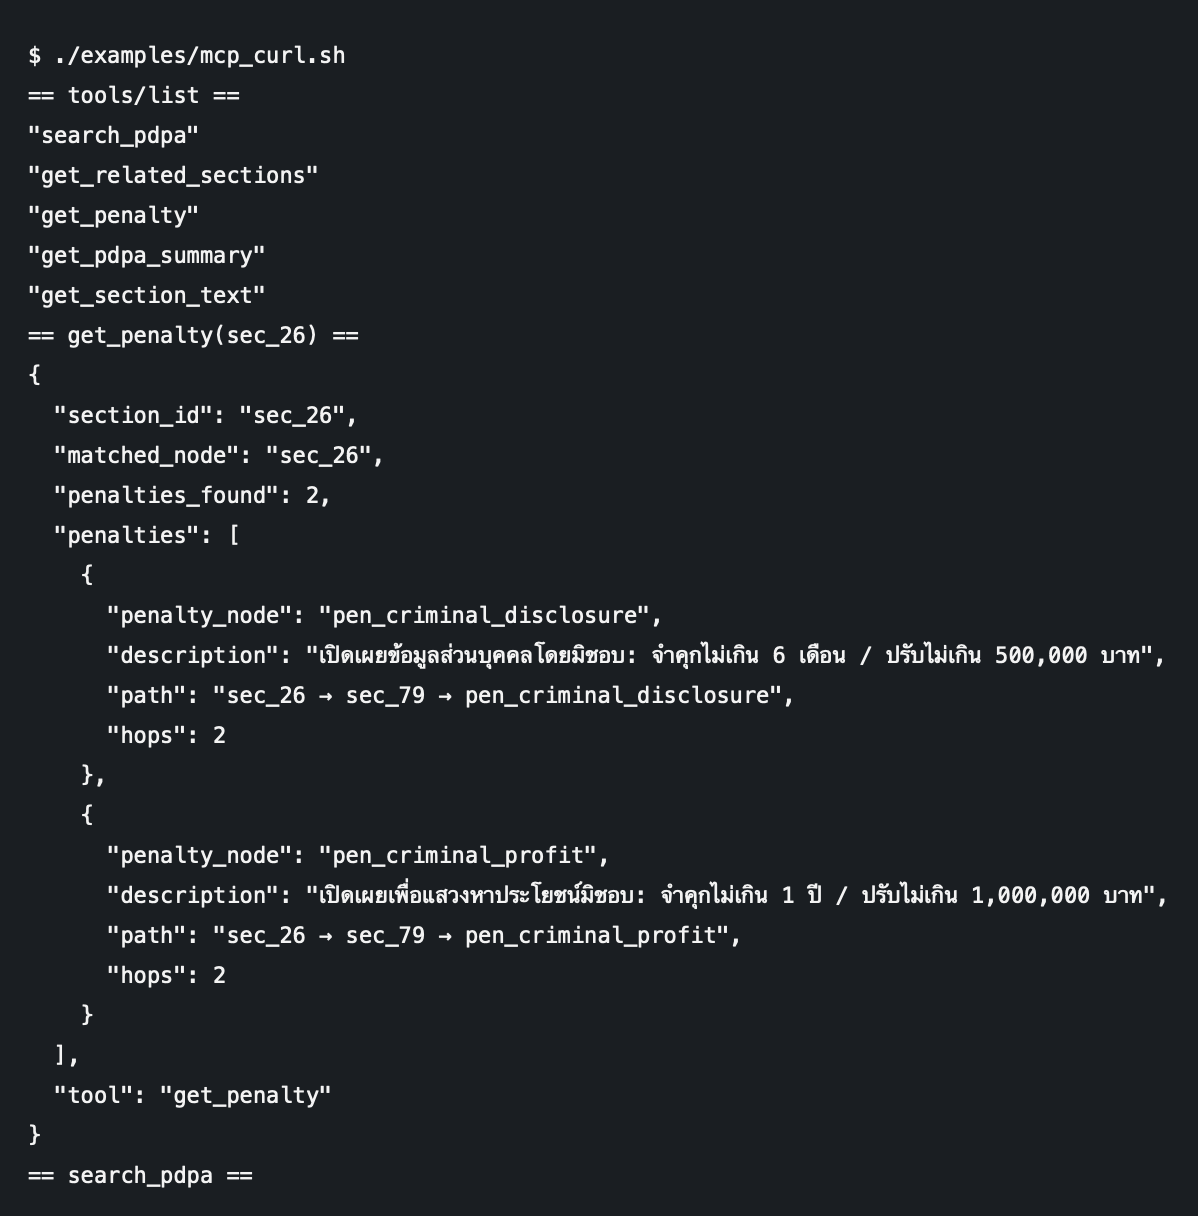 $ ./examples/mcp_curl.sh
== tools/list ==
"search_pdpa"
"get_related_sections"
"get_penalty"
"get_pdpa_summary"
"get_section_text"
== get_penalty(sec_26) ==
{
  "section_id": "sec_26",
  "matched_node": "sec_26",
  "penalties_found": 2,
  "penalties": [
    {
      "penalty_node": "pen_criminal_disclosure",
      "description": "เปิดเผยข้อมูลส่วนบุคคลโดยมิชอบ: จำคุกไม่เกิน 6 เดือน / ปรับไม่เกิน 500,000 บาท",
      "path": "sec_26 → sec_79 → pen_criminal_disclosure",
      "hops": 2
    },
    {
      "penalty_node": "pen_criminal_profit",
      "description": "เปิดเผยเพื่อแสวงหาประโยชน์มิชอบ: จำคุกไม่เกิน 1 ปี / ปรับไม่เกิน 1,000,000 บาท",
      "path": "sec_26 → sec_79 → pen_criminal_profit",
      "hops": 2
    }
  ],
  "tool": "get_penalty"
}
== search_pdpa ==